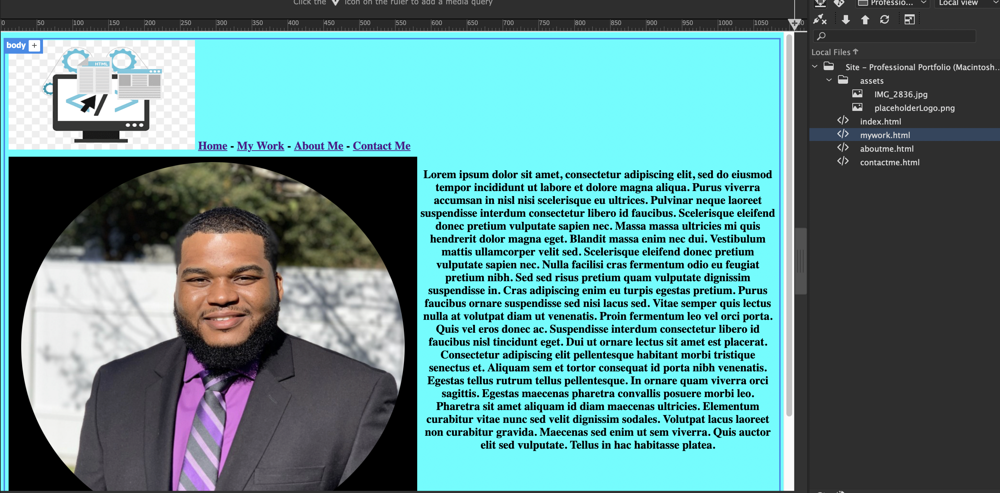 Click the icon on the ruler to add a media query
Professio...
Local view
0 50 100 150 200 250 300 350 400 450 500 550 600 650 700 750 800 850 900 950 1000 1050
body +
HTML
</>
Home - My Work - About Me - Contact Me
Lorem ipsum dolor sit amet, consectetur adipiscing elit, sed do eiusmod
tempor incididunt ut labore et dolore magna aliqua. Purus viverra
accumsan in nisl nisi scelerisque eu ultrices. Pulvinar neque laoreet
suspendisse interdum consectetur libero id faucibus. Scelerisque eleifend
donec pretium vulputate sapien nec. Massa massa ultricies mi quis
hendrerit dolor magna eget. Blandit massa enim nec dui. Vestibulum
mattis ullamcorper velit sed. Scelerisque eleifend donec pretium
vulputate sapien nec. Nulla facilisi cras fermentum odio eu feugiat
pretium nibh. Sed sed risus pretium quam vulputate dignissim
suspendisse in. Cras adipiscing enim eu turpis egestas pretium. Purus
faucibus ornare suspendisse sed nisi lacus sed. Vitae semper quis lectus
nulla at volutpat diam ut venenatis. Proin fermentum leo vel orci porta.
Quis vel eros donec ac. Suspendisse interdum consectetur libero id
faucibus nisl tincidunt eget. Dui ut ornare lectus sit amet est placerat.
Consectetur adipiscing elit pellentesque habitant morbi tristique
senectus et. Aliquam sem et tortor consequat id porta nibh venenatis.
Egestas tellus rutrum tellus pellentesque. In ornare quam viverra orci
sagittis. Egestas maecenas pharetra convallis posuere morbi leo.
Pharetra sit amet aliquam id diam maecenas ultricies. Elementum
curabitur vitae nunc sed velit dignissim sodales. Volutpat lacus laoreet
non curabitur gravida. Maecenas sed enim ut sem viverra. Quis auctor
elit sed vulputate. Tellus in hac habitasse platea.
Local Files
Site – Professional Portfolio (Macintosh...
assets
IMG_2836.jpg
placeholderLogo.png
index.html
mywork.html
aboutme.html
contactme.html